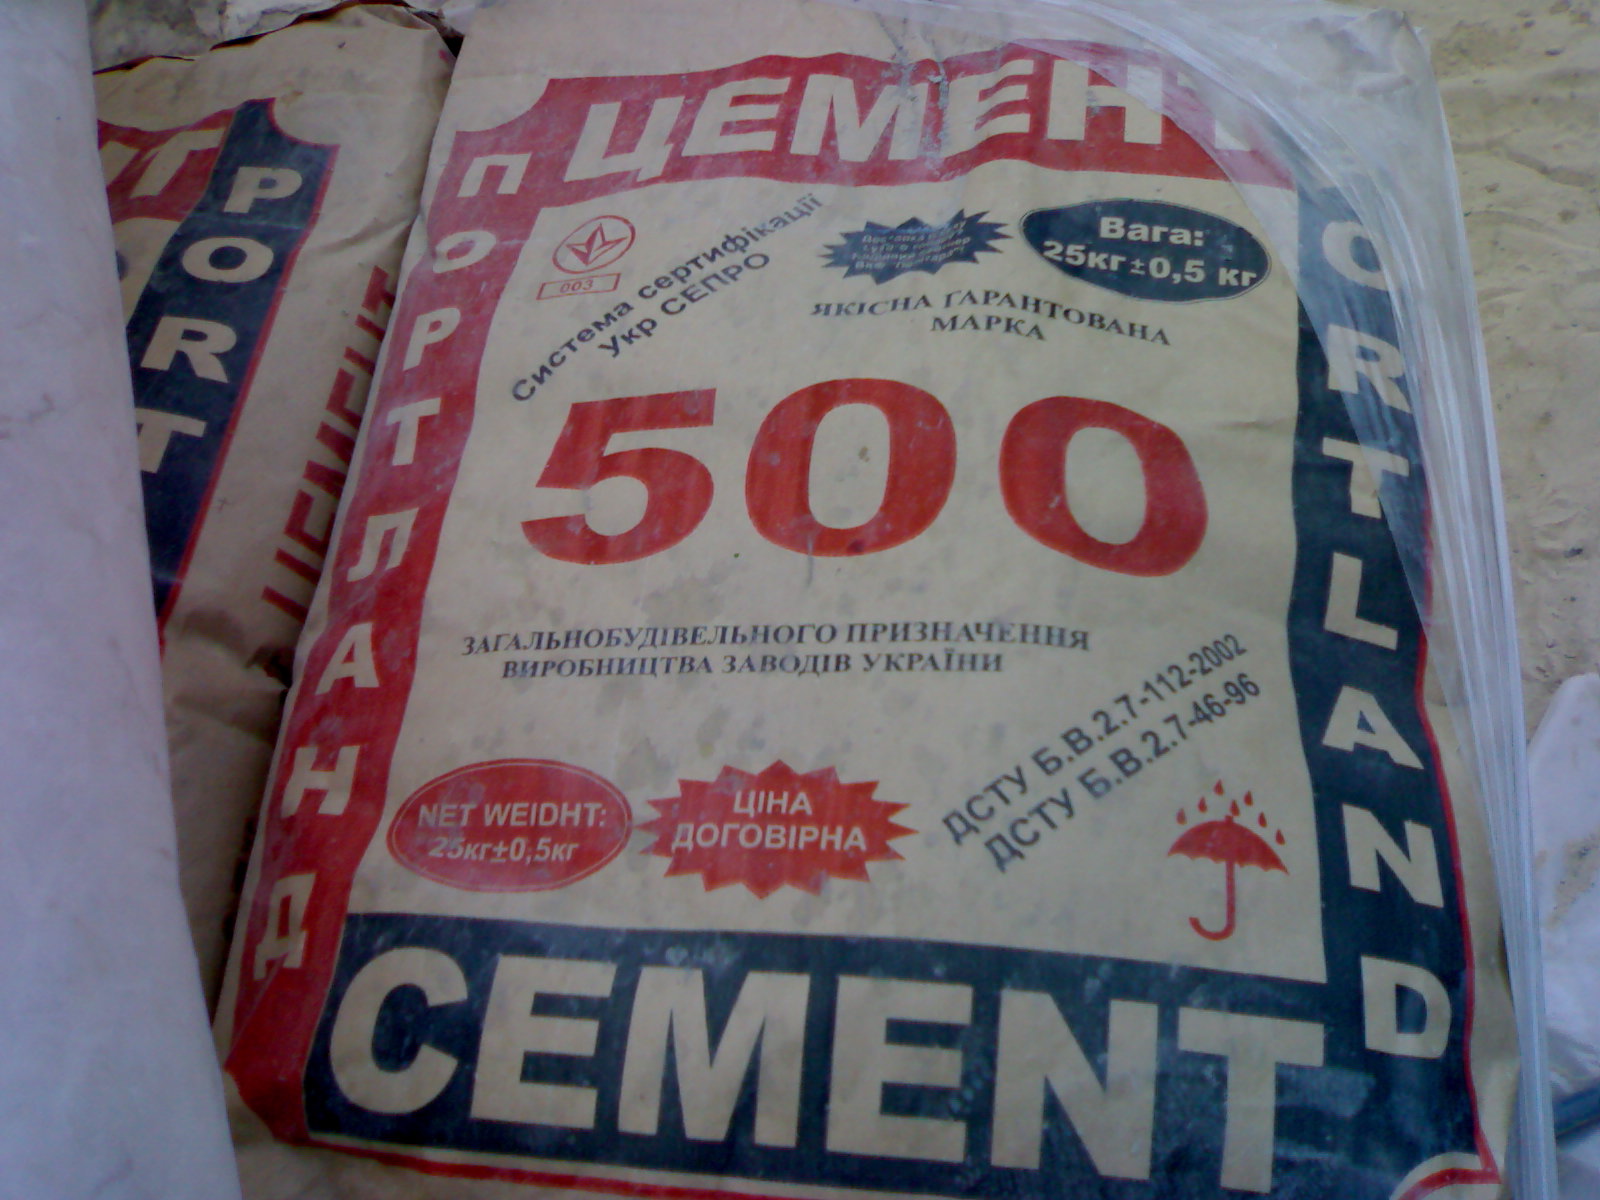 ЦЕМЕНТ
ПОРТЛАНД
003
Система сертифікації
Укр СЕПРО
Вага:
25кг±0,5 кг
ЯКІСНА ГАРАНТОВАНА
МАРКА
500
ЗАГАЛЬНОБУДІВЕЛЬНОГО ПРИЗНАЧЕННЯ
ВИРОБНИЦТВА ЗАВОДІВ УКРАЇНИ
ДСТУ Б.В.2.7-112-2002
ДСТУ Б.В.2.7-46-96
NET WEIDHT:
25кг±0,5кг
ЦІНА
ДОГОВІРНА
ORTLAND
CEMENT
PORT
ЦЕМЕНТ